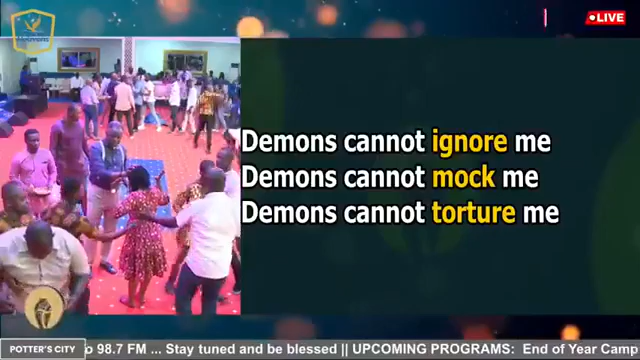 LIVE
Demons cannot ignore me
Demons cannot mock me
Demons cannot torture me
POTTER'S CITY
o 98.7 FM ... Stay tuned and be blessed || UPCOMING PROGRAMS: End of Year Camp